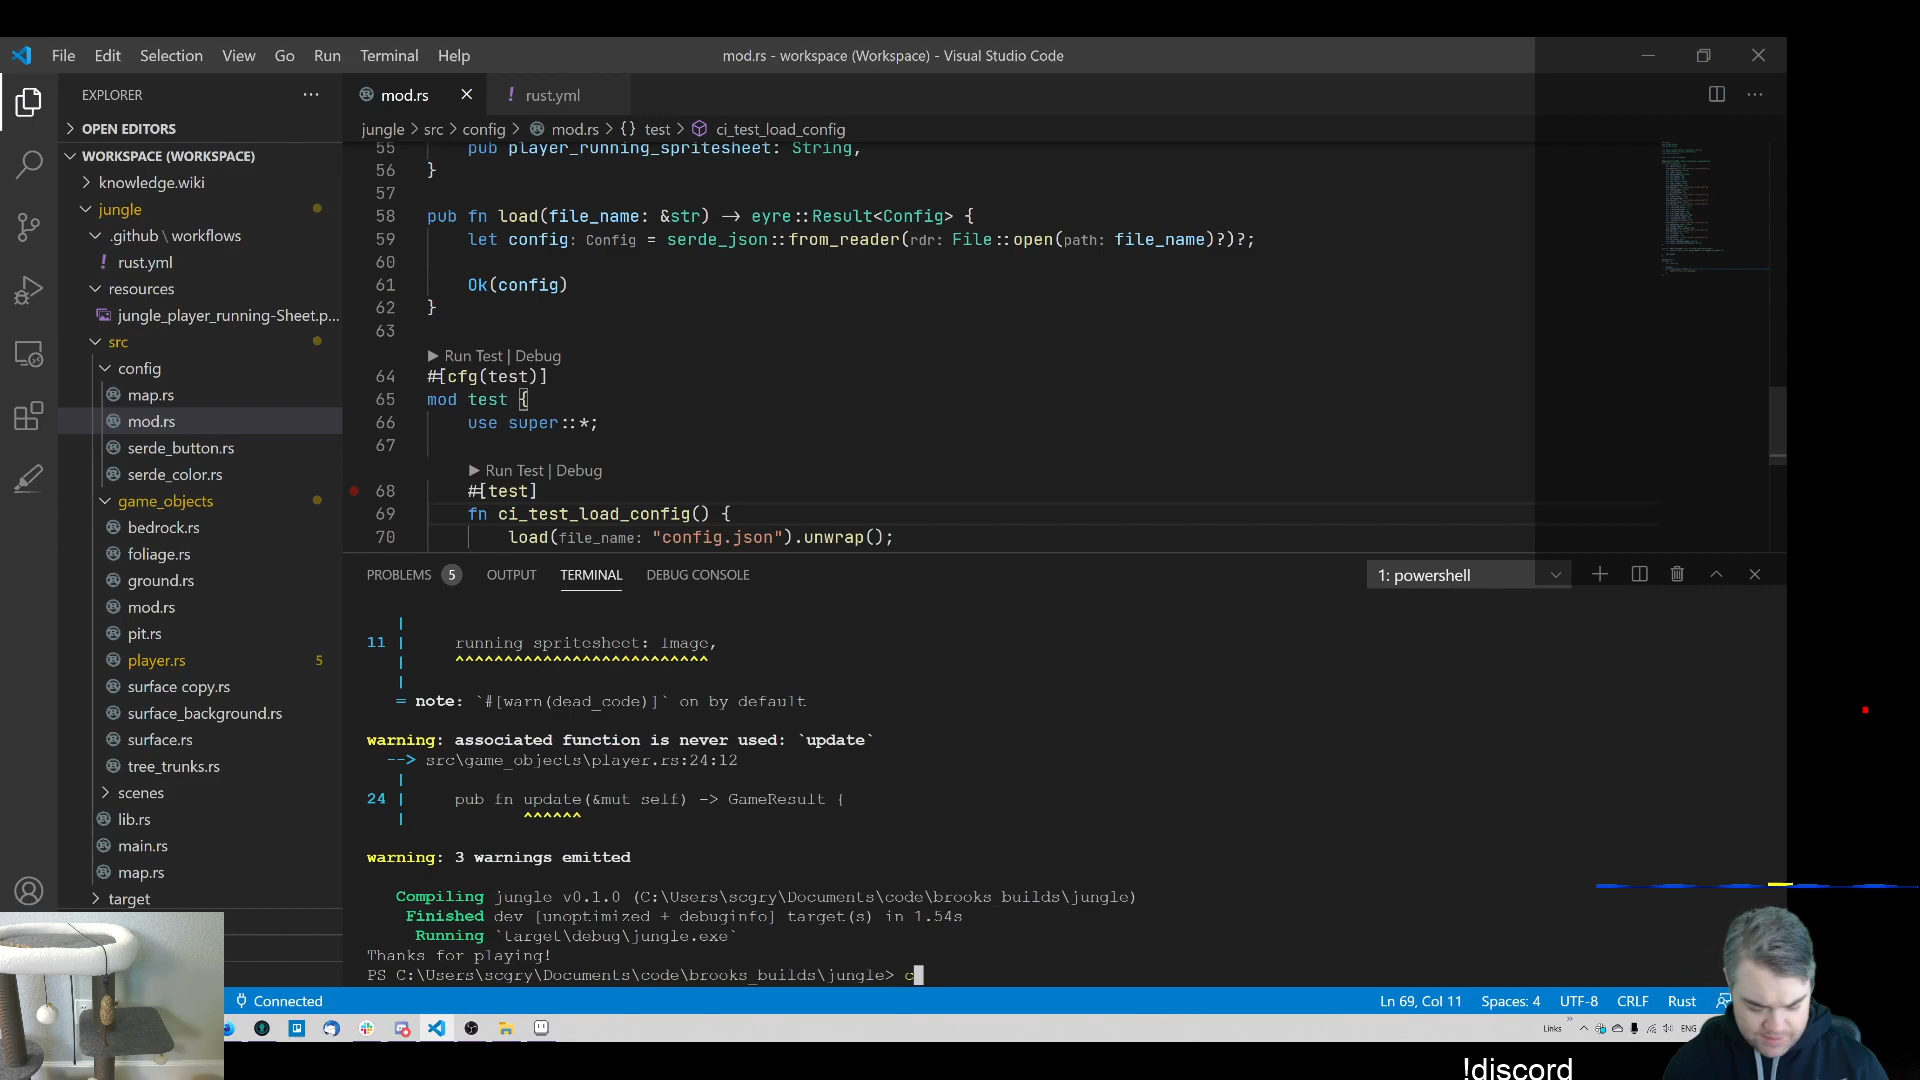 File Edit Selection View Go Run Terminal Help
mod.rs - workspace (Workspace) - Visual Studio Code
EXPLORER
OPEN EDITORS
WORKSPACE (WORKSPACE)
knowledge.wiki
jungle
.github\workflows
! rust.yml
resources
jungle_player_running-Sheet.p...
src
config
map.rs
mod.rs
serde_button.rs
serde_color.rs
game_objects
bedrock.rs
foliage.rs
ground.rs
mod.rs
pit.rs
player.rs 5
surface copy.rs
surface_background.rs
surface.rs
tree_trunks.rs
scenes
lib.rs
main.rs
map.rs
target
mod.rs
! rust.yml
jungle > src > config > mod.rs > {} test > ci_test_load_config
55 pub player_running_spritesheet: String,
56 }
57
58 pub fn load(file_name: &str) -> eyre::Result<Config> {
59 let config: Config = serde_json::from_reader(rdr: File::open(path: file_name)?)?;
60
61 Ok(config)
62 }
63
Run Test | Debug
64 #[cfg(test)]
65 mod test {
66 use super::*;
67
Run Test | Debug
68 #[test]
69 fn ci_test_load_config() {
70 load(file_name: "config.json").unwrap();
PROBLEMS 5 OUTPUT TERMINAL DEBUG CONSOLE
1: powershell
|
11 | running_spritesheet: Image,
| ^^^^^^^^^^^^^^^^^^^^^^^^^^
|
= note: `#[warn(dead_code)]` on by default
warning: associated function is never used: `update`
--> src\game_objects\player.rs:24:12
|
24 | pub fn update(&mut self) -> GameResult {
| ^^^^^^
warning: 3 warnings emitted
Compiling jungle v0.1.0 (C:\Users\scgry\Documents\code\brooks_builds\jungle)
Finished dev [unoptimized + debuginfo] target(s) in 1.54s
Running `target\debug\jungle.exe`
Thanks for playing!
PS C:\Users\scgry\Documents\code\brooks_builds\jungle> c
Connected
Ln 69, Col 11 Spaces: 4 UTF-8 CRLF Rust
Links » ENG
!discord